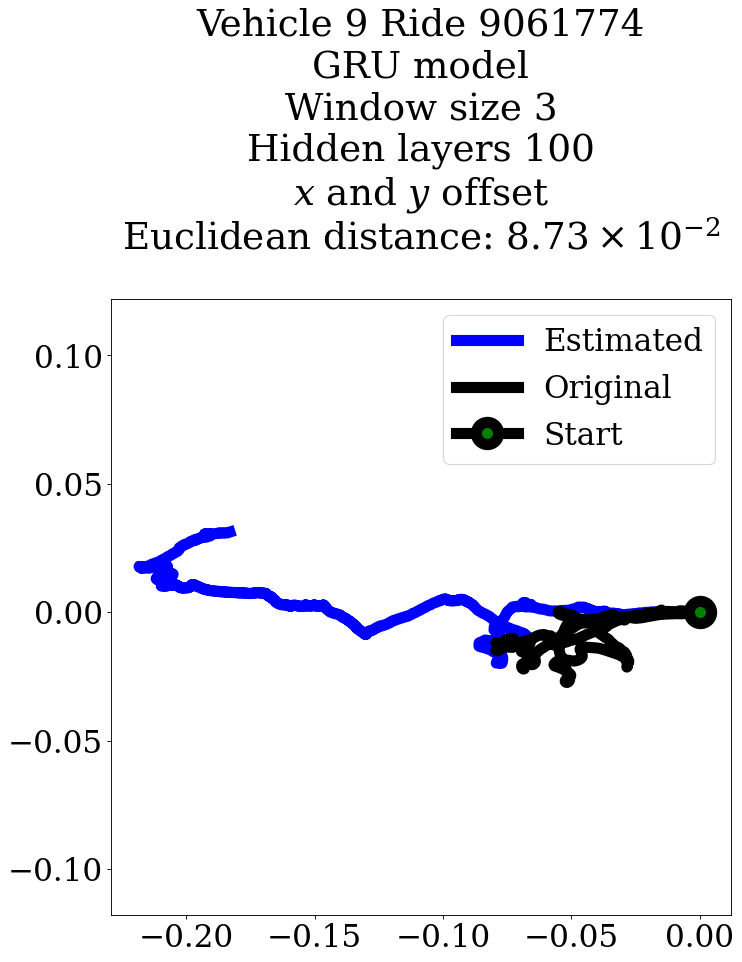 Vehicle 9 Ride 9061774
GRU model
Window size 3
Hidden layers 100
x and y offset
Euclidean distance: 8.73 × 10⁻²
Estimated
Original
Start
0.10
0.05
0.00
−0.05
−0.10
−0.20 −0.15 −0.10 −0.05 0.00